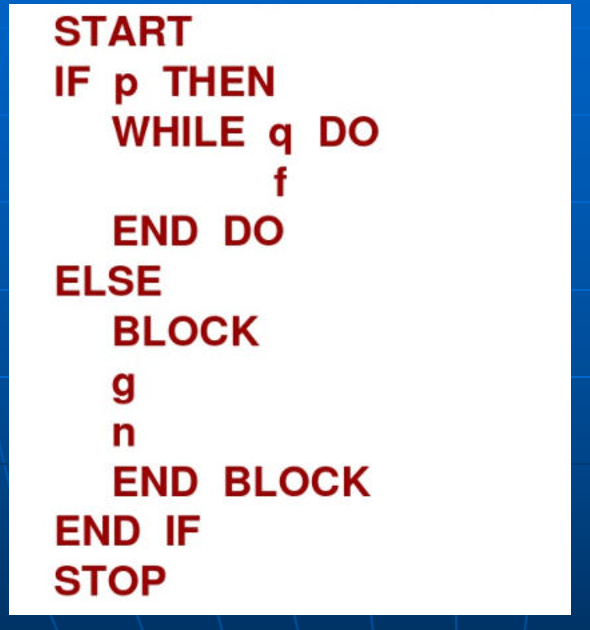 START
IF p THEN
WHILE q DO
f
END DO
ELSE
BLOCK
g
n
END BLOCK
END IF
STOP